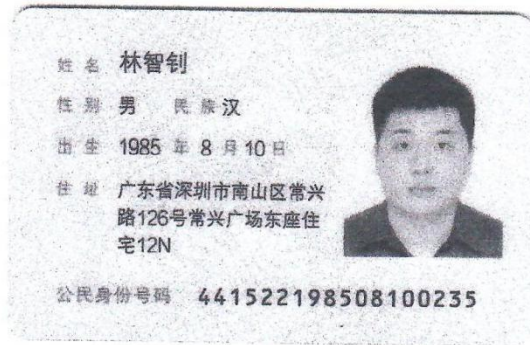 姓名 林智钊
性别 男 民族 汉
出生 1985 年 8 月 10 日
住址 广东省深圳市南山区常兴
路126号常兴广场东座住
宅12N
公民身份号码 441522198508100235